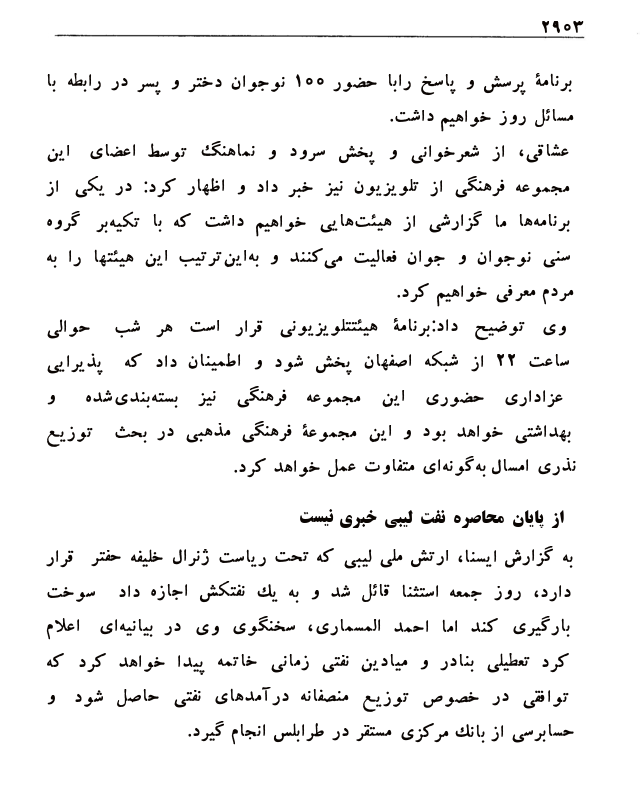 ۲۹۰۳
برنامهٔ پرسش و پاسخ رابا حضور ۱۰۰ نوجوان دختر و پسر در رابطه با
مسائل روز خواهیم داشت.
عشاقی، از شعرخوانی و پخش سرود و نماهنگ توسط اعضای این
مجموعه فرهنگی از تلویزیون نیز خبر داد و اظهار کرد: در یکی از
برنامه‌ها ما گزارشی از هیئت‌هایی خواهیم داشت که با تکیه‌بر گروه
سنی نوجوان و جوان فعالیت می‌کنند و به‌این‌ترتیب این هیئتها را به
مردم معرفی خواهیم کرد.
وی توضیح داد:برنامهٔ هیئتتلویزیونی قرار است هر شب حوالی
ساعت ۲۲ از شبکه اصفهان پخش شود و اطمینان داد که پذیرایی
عزاداری حضوری این مجموعه فرهنگی نیز بسته‌بندی‌شده و
بهداشتی خواهد بود و این مجموعهٔ فرهنگی مذهبی در بحث توزیع
نذری امسال به‌گونه‌ای متفاوت عمل خواهد کرد.
از پایان محاصره نفت لیبی خبری نیست
به گزارش ایسنا، ارتش ملی لیبی که تحت ریاست ژنرال خلیفه حفتر قرار
دارد، روز جمعه استثنا قائل شد و به یك نفتکش اجازه داد سوخت
بارگیری کند اما احمد المسماری، سخنگوی وی در بیانیه‌ای اعلام
کرد تعطیلی بنادر و میادین نفتی زمانی خاتمه پیدا خواهد کرد که
توافقی در خصوص توزیع منصفانه درآمدهای نفتی حاصل شود و
حسابرسی از بانك مرکزی مستقر در طرابلس انجام گیرد.